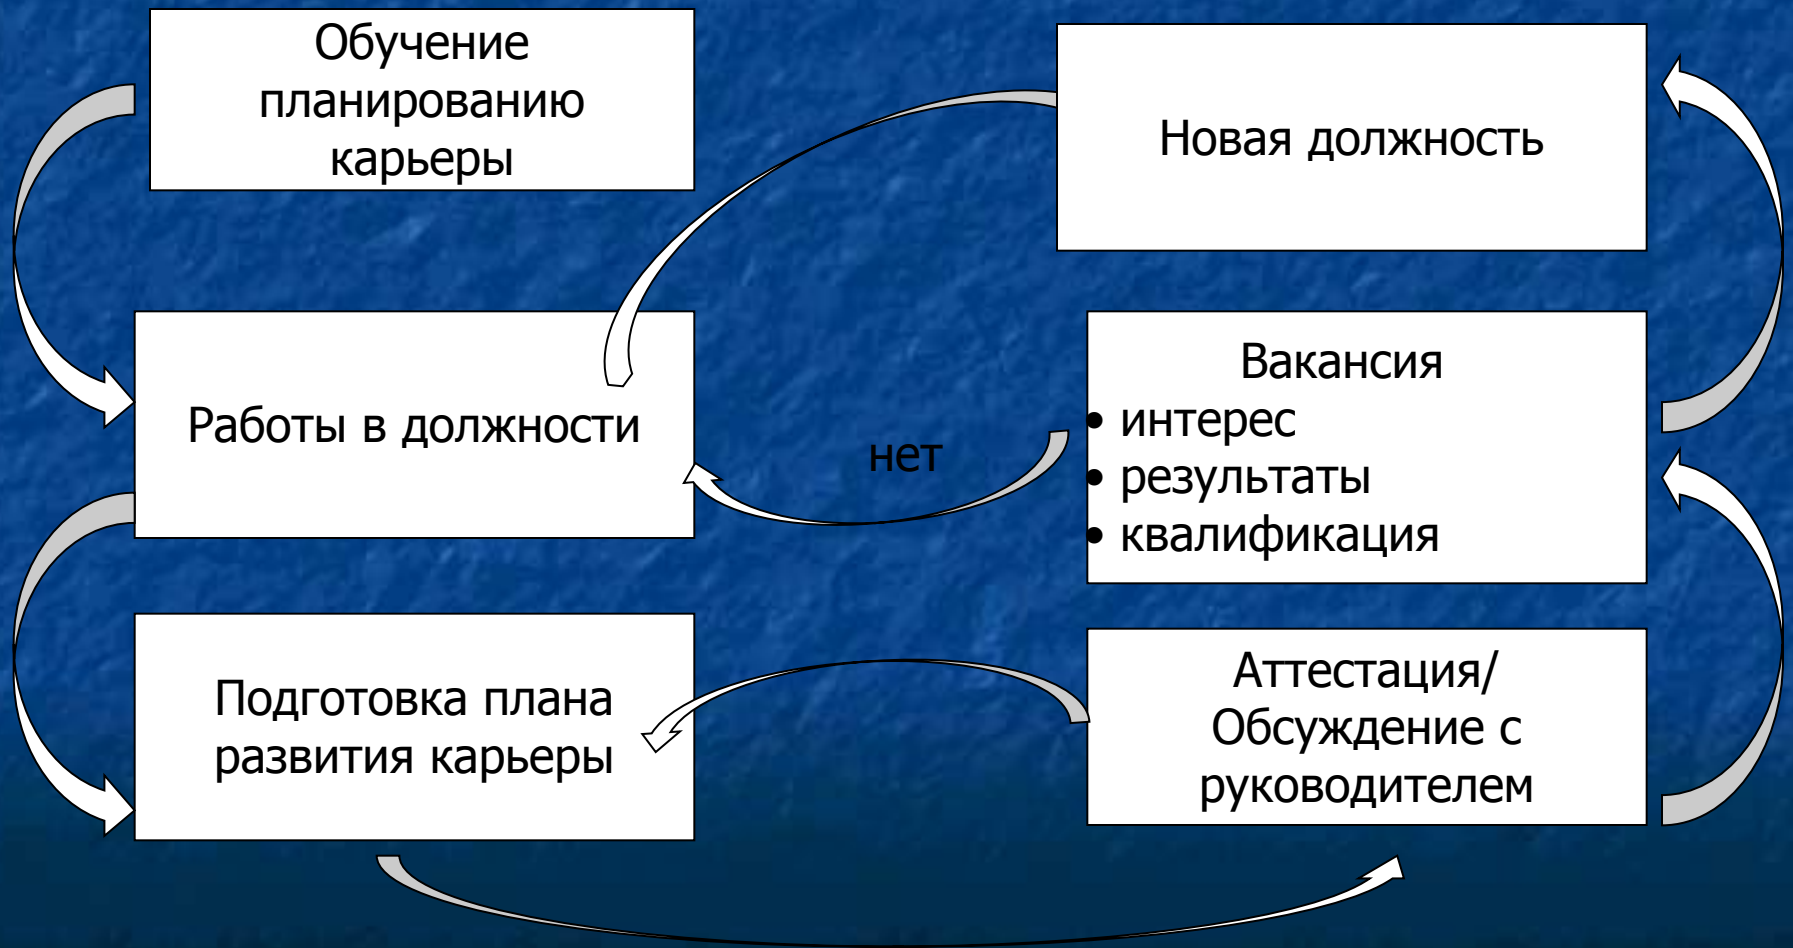 Обучение
планированию
карьеры
Новая должность
Работы в должности
нет
Вакансия
• интерес
• результаты
• квалификация
Подготовка плана
развития карьеры
Аттестация/
Обсуждение с
руководителем